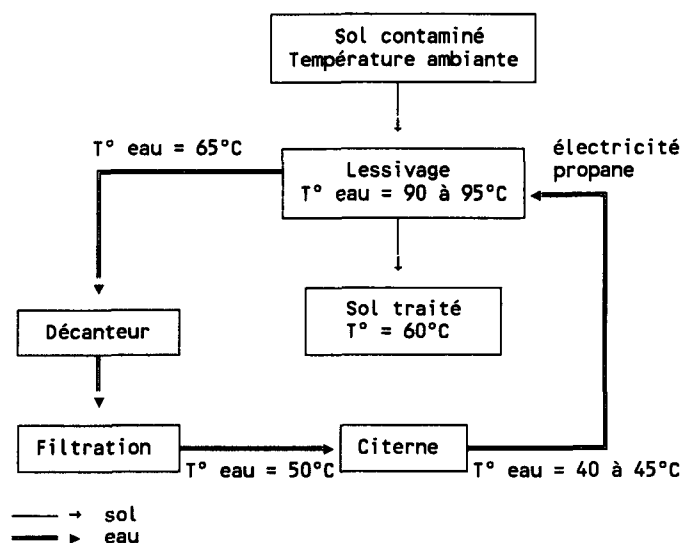 Sol contaminé
Température ambiante
T° eau = 65°C
électricité
propane
Lessivage
T° eau = 90 à 95°C
Sol traité
T° = 60°C
Décanteur
Filtration
Citerne
T° eau = 50°C
T° eau = 40 à 45°C
sol
eau